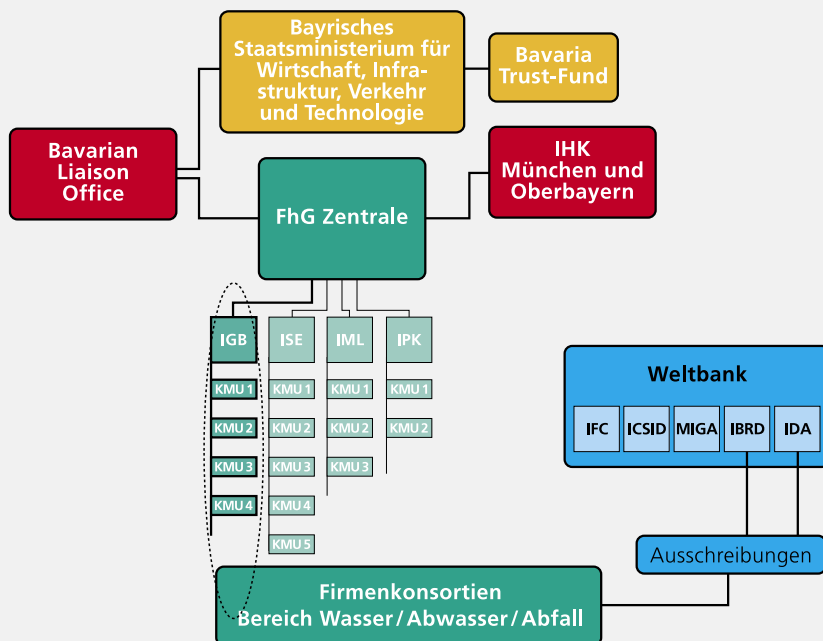 Bayrisches
Staatsministerium für
Wirtschaft, Infra-
struktur, Verkehr
und Technologie
Bavaria
Trust-Fund
Bavarian
Liaison
Office
IHK
München und
Oberbayern
FhG Zentrale
IGB
ISE
IML
IPK
KMU 1
KMU 1
KMU 1
KMU 1
KMU 2
KMU 2
KMU 2
KMU 2
KMU 3
KMU 3
KMU 3
KMU 4
KMU 4
KMU 5
Weltbank
IFC
ICSID
MIGA
IBRD
IDA
Ausschreibungen
Firmenkonsortien
Bereich Wasser / Abwasser / Abfall